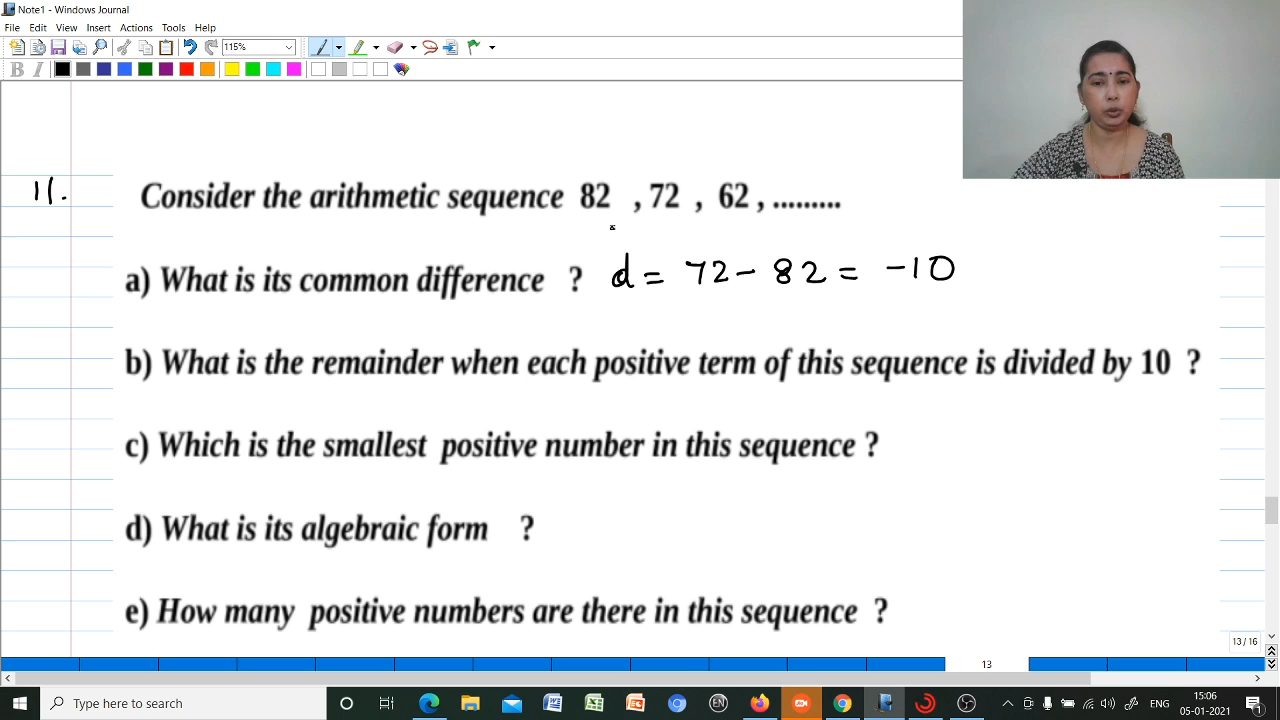 Note1 - Windows Journal
File Edit View Insert Actions Tools Help
115%
B I
11. Consider the arithmetic sequence 82 , 72 , 62 , .........
a) What is its common difference ? d = 72 - 82 = -10
b) What is the remainder when each positive term of this sequence is divided by 10 ?
c) Which is the smallest positive number in this sequence ?
d) What is its algebraic form ?
e) How many positive numbers are there in this sequence ?
13 / 16
13
Type here to search
ENG
15:06
05-01-2021